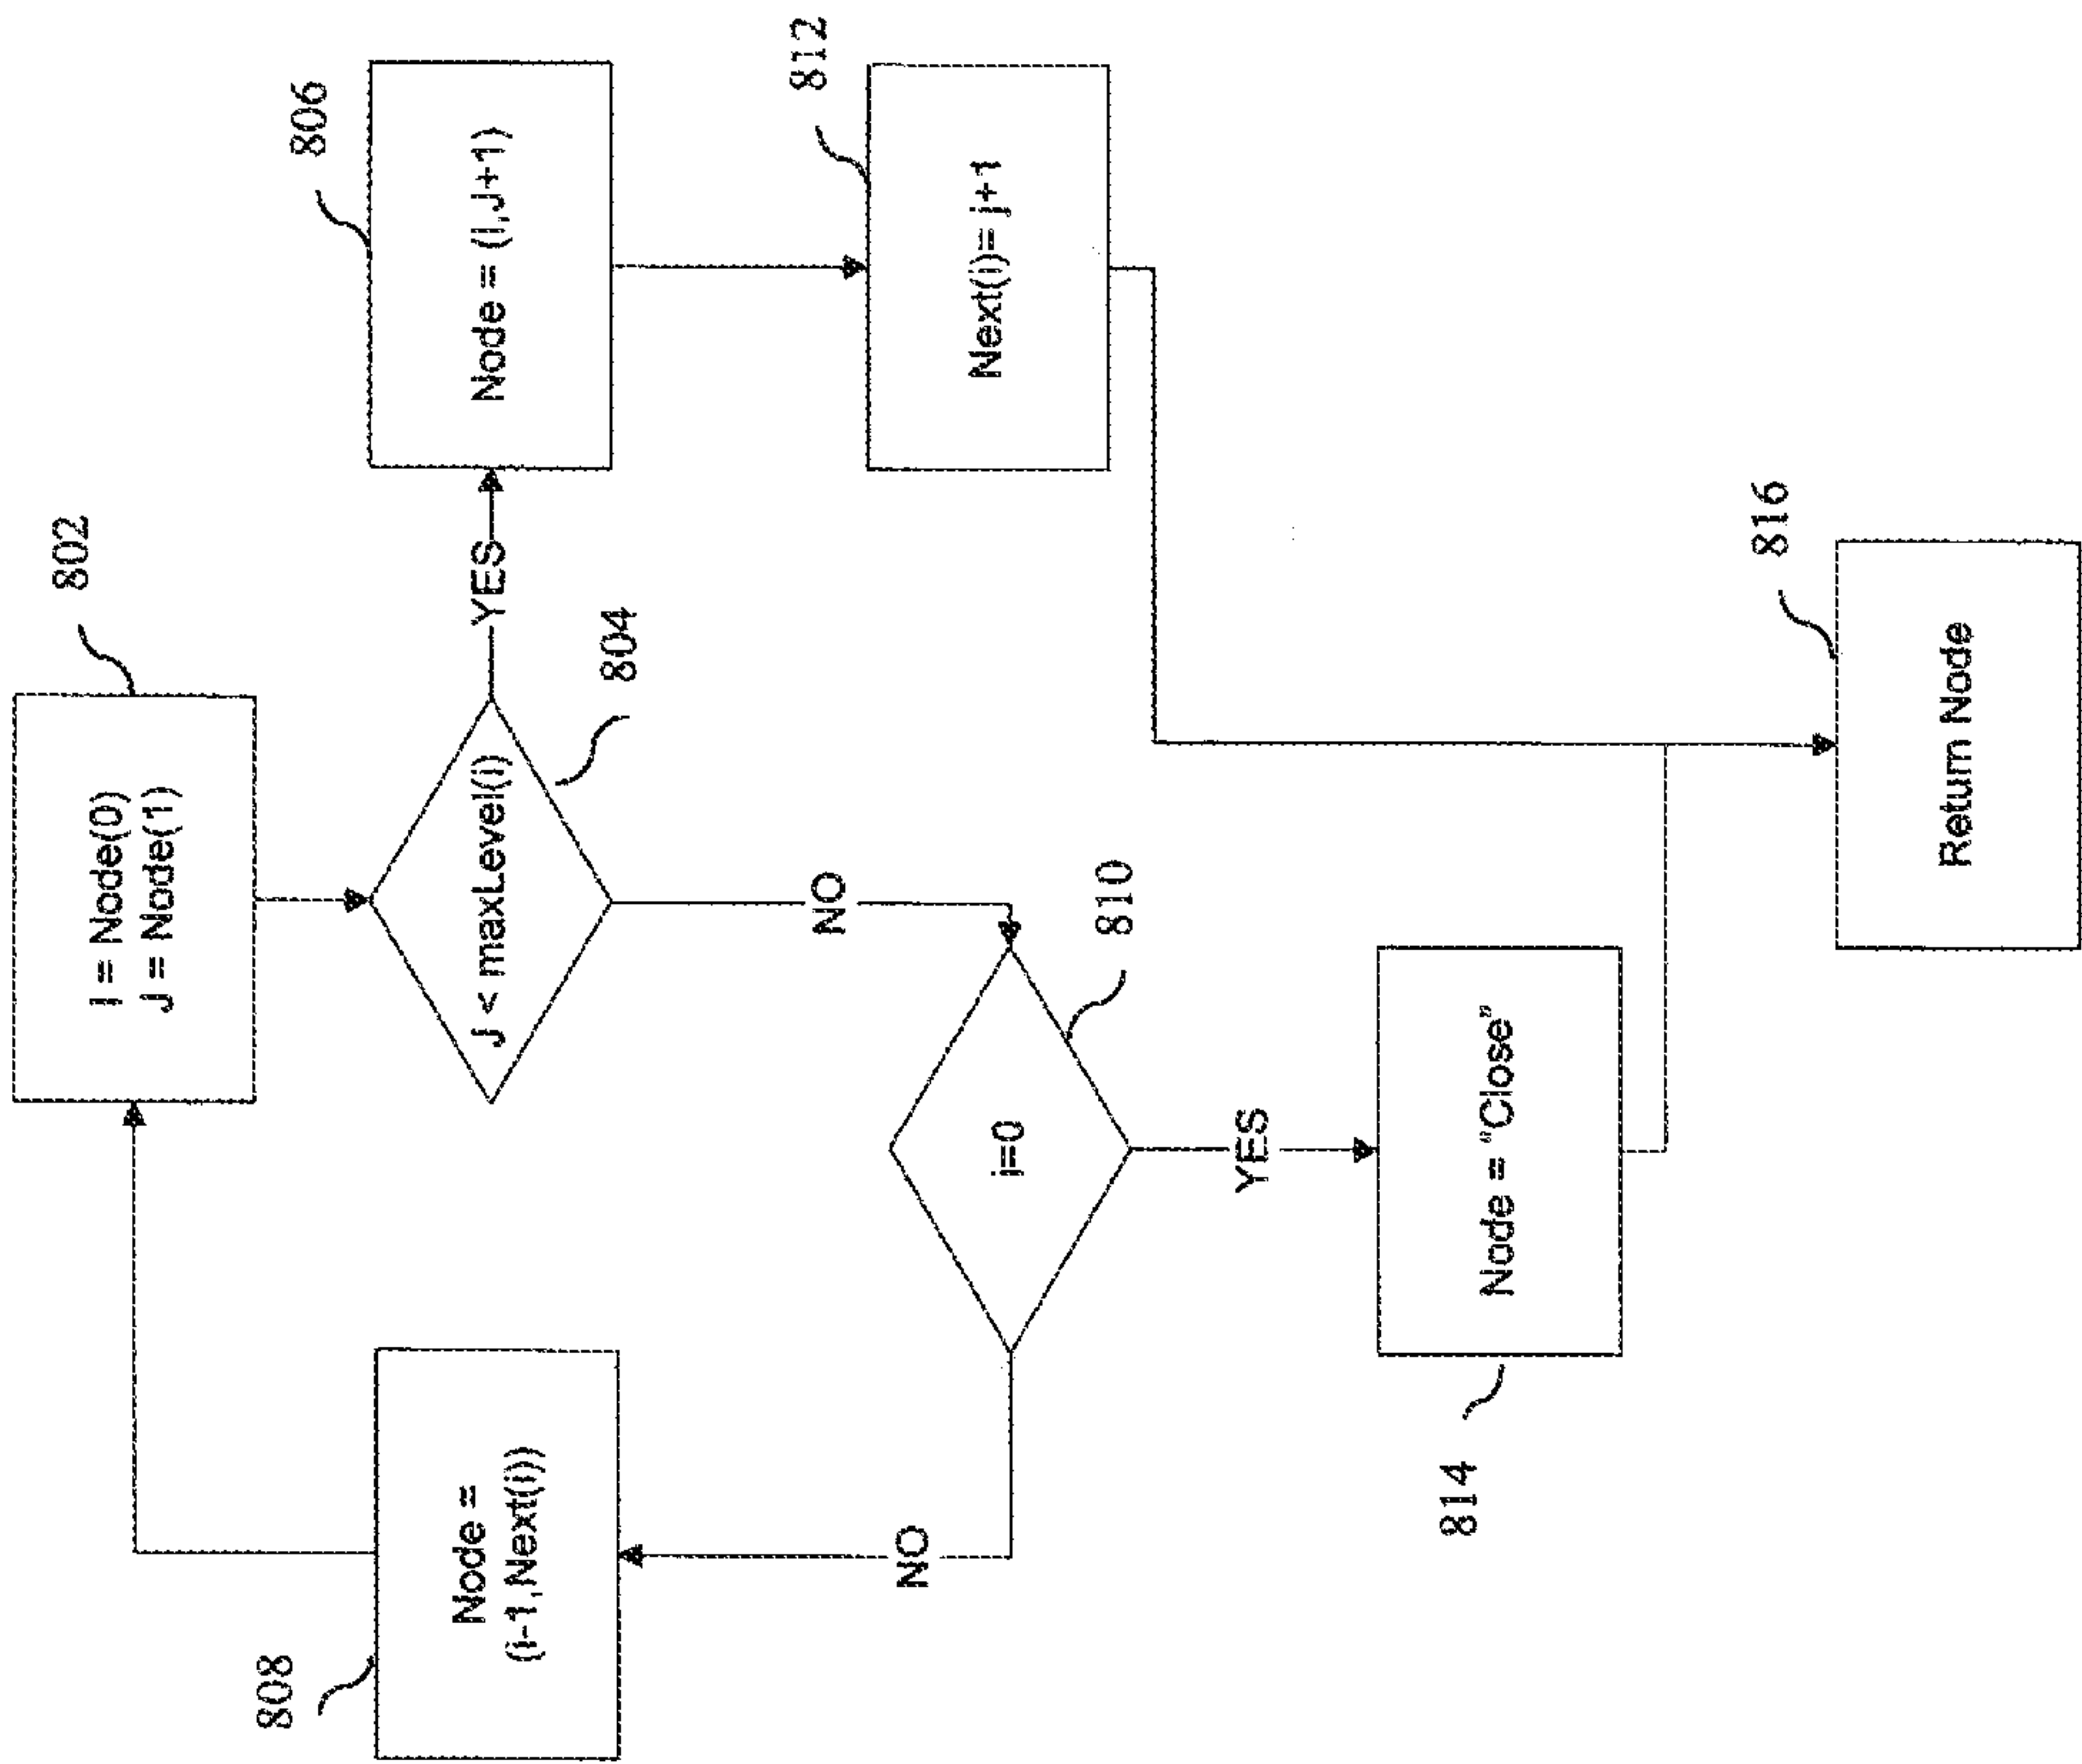 802
I = Node(0)
J = Node(1)
804
J < maxLevel(i)
YES
806
Node = (I,J+1)
812
Next(i)= j+1
NO
810
i=0
NO
808
Node =
(i-1,Next(i))
YES
814
Node = “Close”
816
Return Node